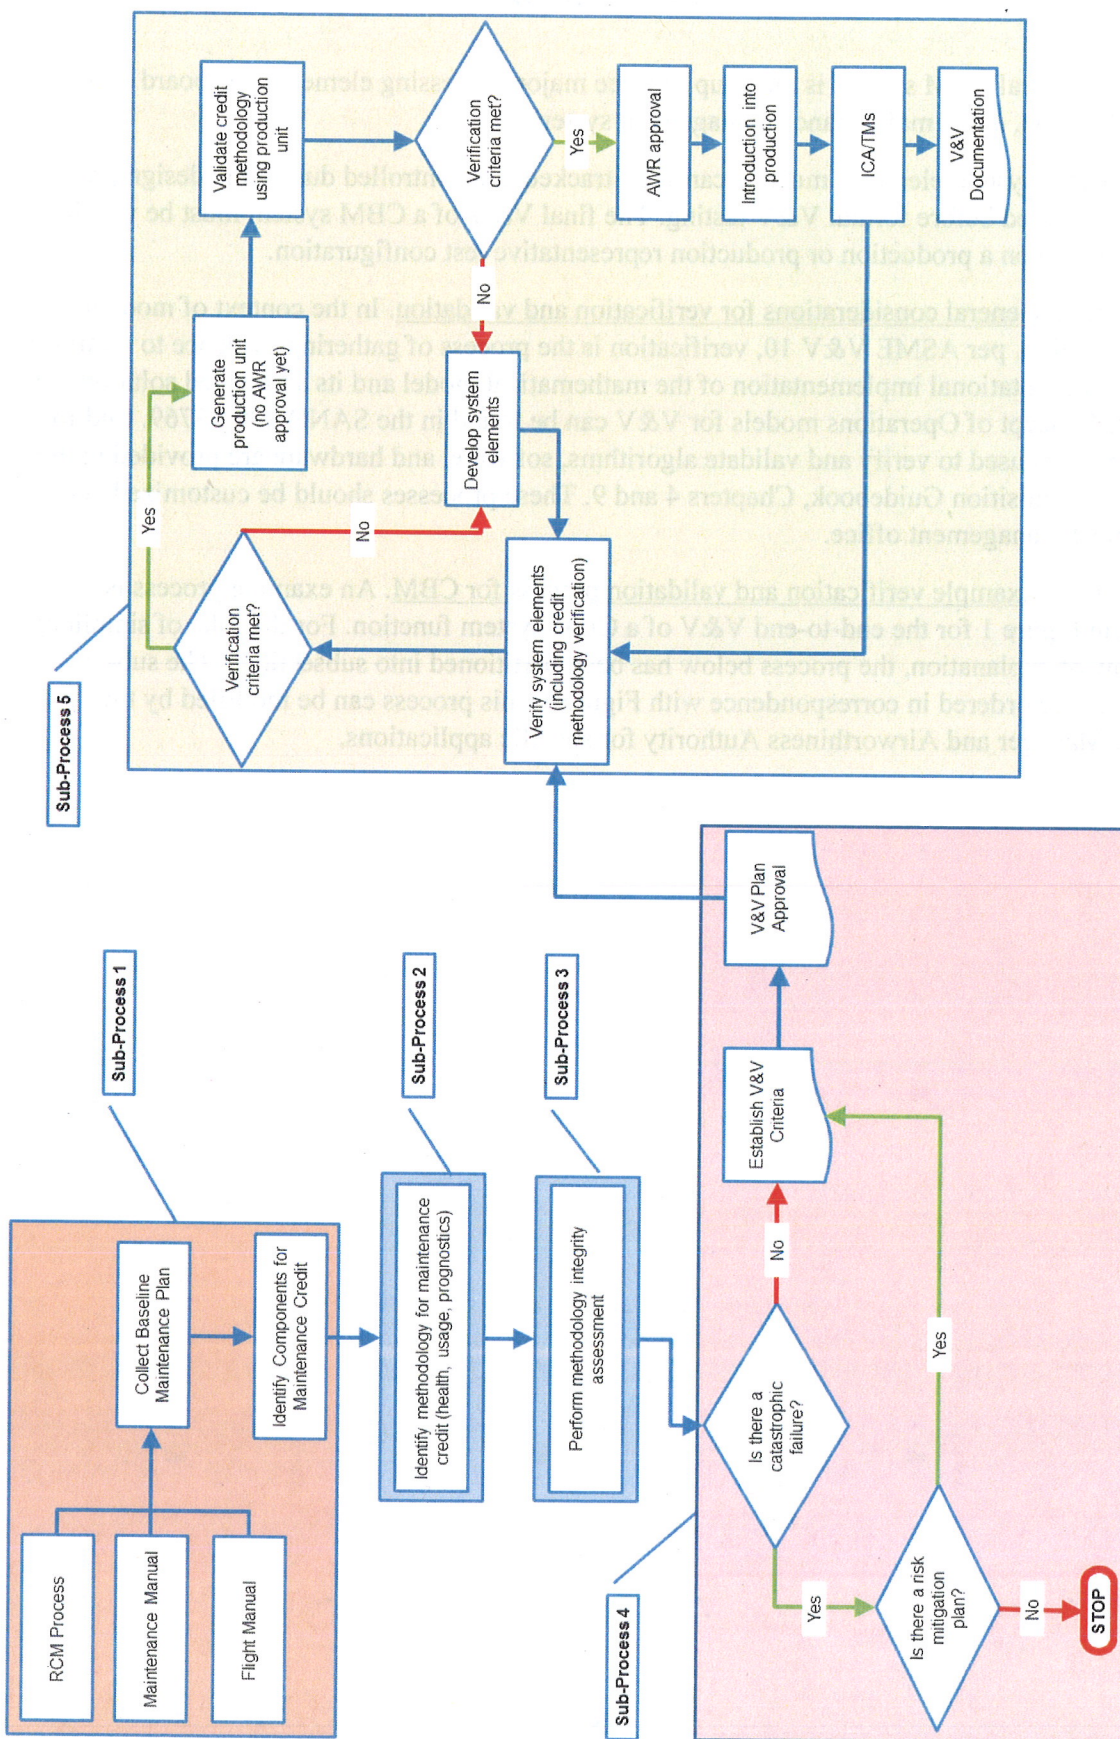 Sub-Process 1
RCM Process
Maintenance Manual
Flight Manual
Collect Baseline
Maintenance Plan
Identify Components for
Maintenance Credit
Sub-Process 2
Identify methodology for maintenance
credit (health, usage, prognostics)
Sub-Process 3
Perform methodology integrity
assessment
Sub-Process 4
Is there a
catastrophic
failure?
Yes
No
Is there a risk
mitigation
plan?
Yes
No
STOP
Establish V&V
Criteria
V&V Plan
Approval
Sub-Process 5
Verify system elements
(including credit
methodology verification)
Verification
criteria met?
Yes
No
Develop system
elements
Generate
production unit
(no AWR
approval yet)
Validate credit
methodology
using production
unit
Verification
criteria met?
No
Yes
AWR approval
Introduction into
production
ICA/TMs
V&V
Documentation